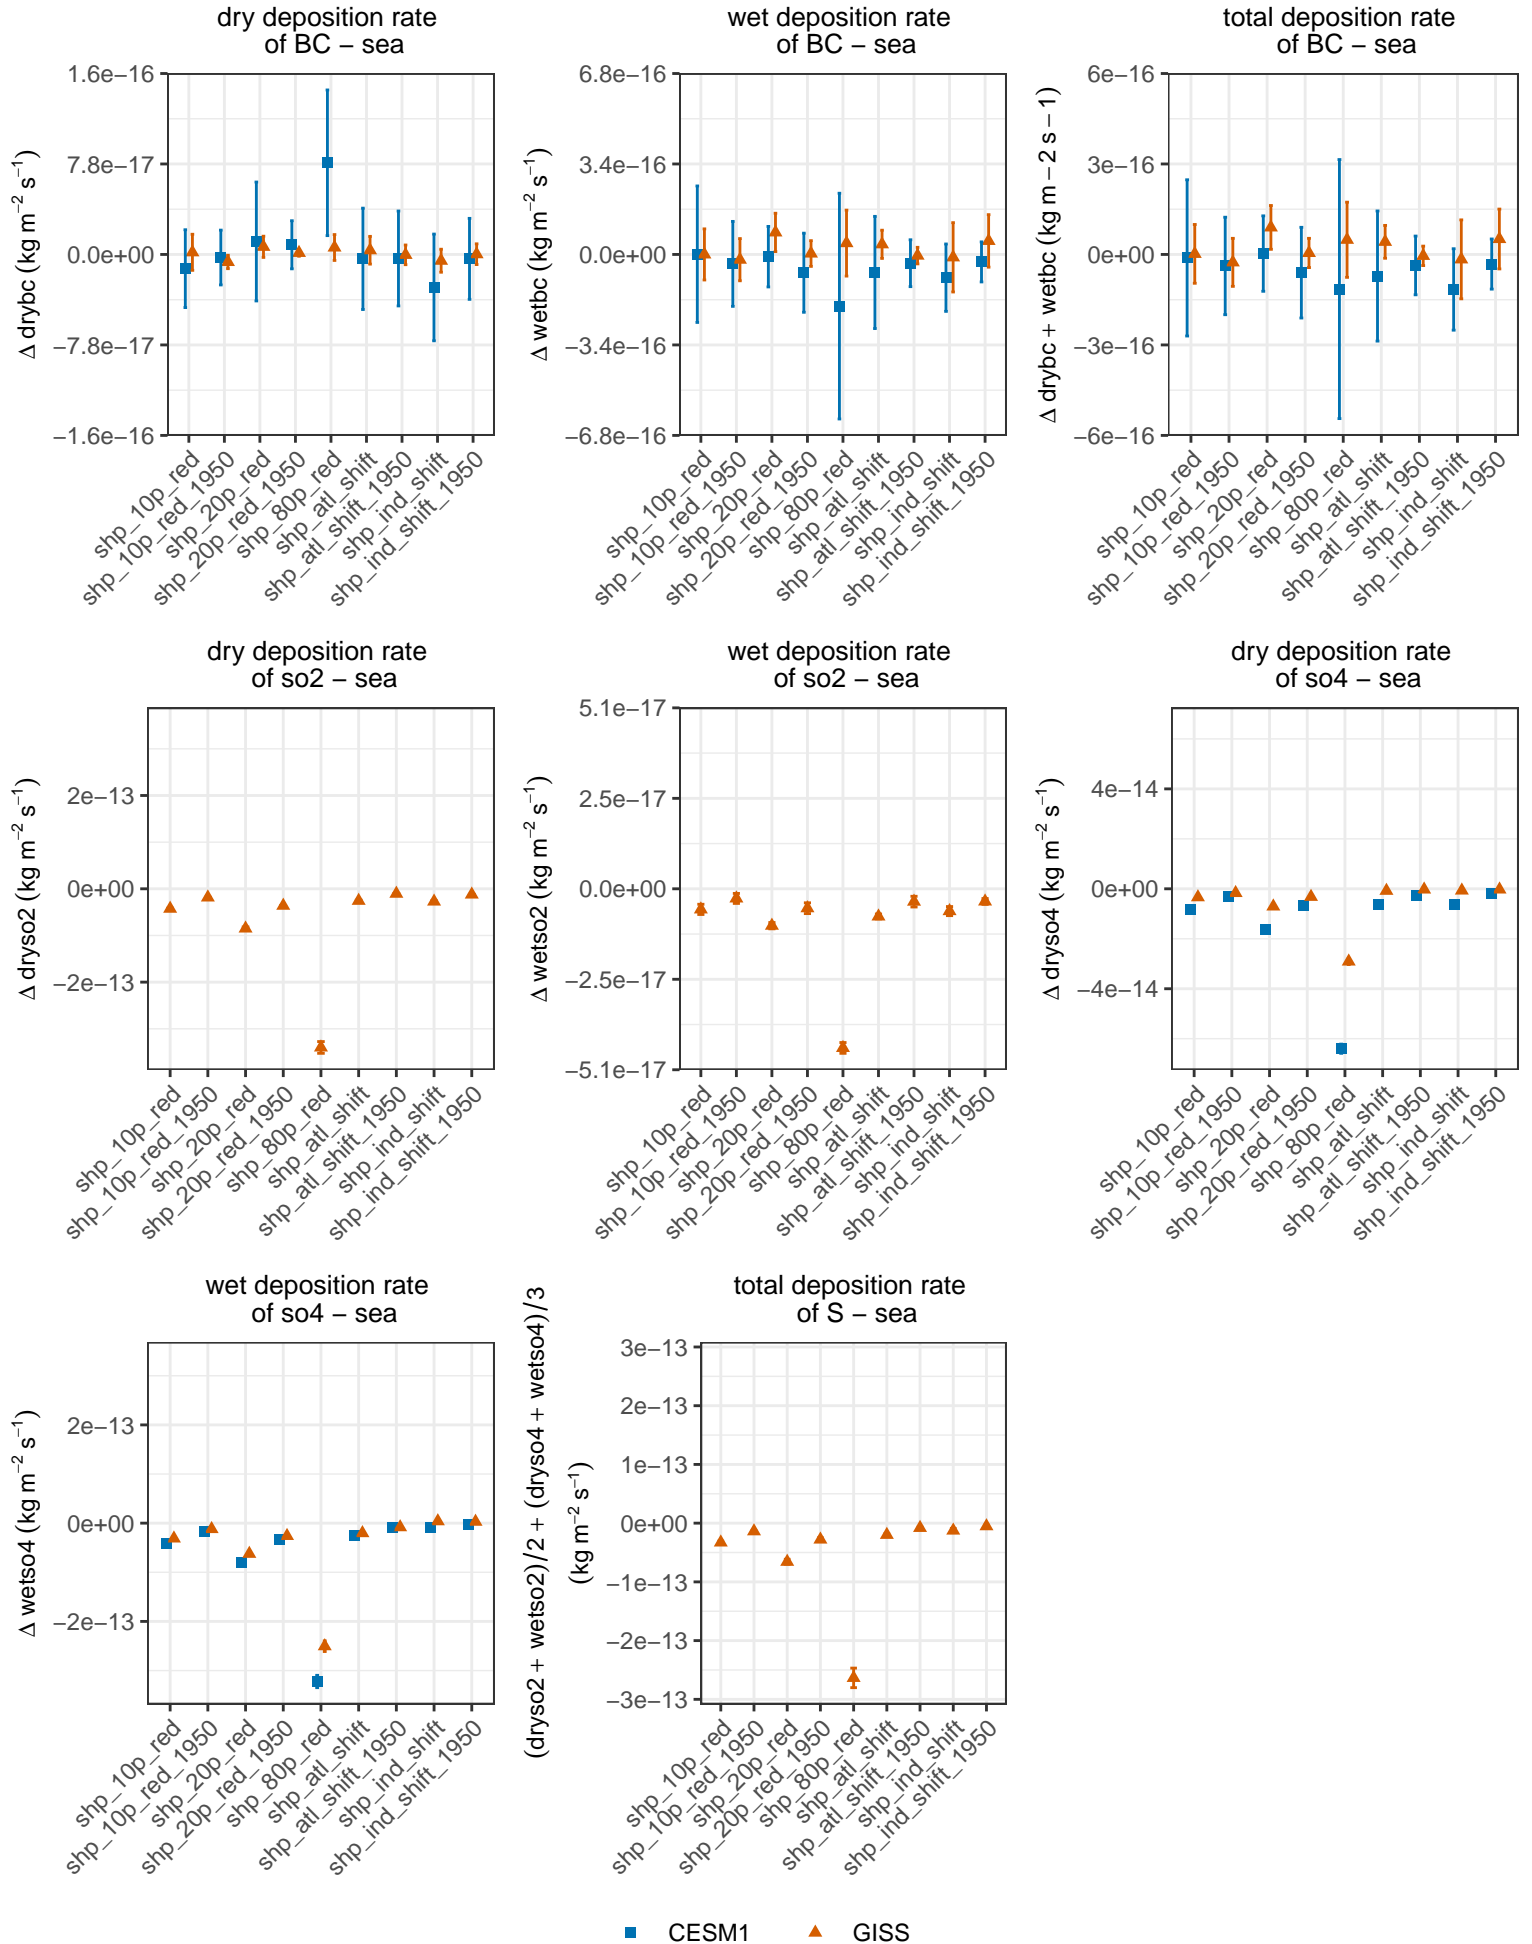 dry deposition rate
of BC − sea
Δ drybc (kg m−2 s−1)
1.6e−16
7.8e−17
0.0e+00
−7.8e−17
−1.6e−16
shp_10p_red
shp_10p_red_1950
shp_20p_red
shp_20p_red_1950
shp_80p_red
shp_atl_shift
shp_atl_shift_1950
shp_ind_shift
shp_ind_shift_1950
wet deposition rate
of BC − sea
Δ wetbc (kg m−2 s−1)
6.8e−16
3.4e−16
0.0e+00
−3.4e−16
−6.8e−16
shp_10p_red
shp_10p_red_1950
shp_20p_red
shp_20p_red_1950
shp_80p_red
shp_atl_shift
shp_atl_shift_1950
shp_ind_shift
shp_ind_shift_1950
total deposition rate
of BC − sea
Δ drybc + wetbc (kg m − 2 s − 1)
6e−16
3e−16
0e+00
−3e−16
−6e−16
shp_10p_red
shp_10p_red_1950
shp_20p_red
shp_20p_red_1950
shp_80p_red
shp_atl_shift
shp_atl_shift_1950
shp_ind_shift
shp_ind_shift_1950
dry deposition rate
of so2 − sea
Δ dryso2 (kg m−2 s−1)
2e−13
0e+00
−2e−13
shp_10p_red
shp_10p_red_1950
shp_20p_red
shp_20p_red_1950
shp_80p_red
shp_atl_shift
shp_atl_shift_1950
shp_ind_shift
shp_ind_shift_1950
wet deposition rate
of so2 − sea
Δ wetso2 (kg m−2 s−1)
5.1e−17
2.5e−17
0.0e+00
−2.5e−17
−5.1e−17
shp_10p_red
shp_10p_red_1950
shp_20p_red
shp_20p_red_1950
shp_80p_red
shp_atl_shift
shp_atl_shift_1950
shp_ind_shift
shp_ind_shift_1950
dry deposition rate
of so4 − sea
Δ dryso4 (kg m−2 s−1)
4e−14
0e+00
−4e−14
shp_10p_red
shp_10p_red_1950
shp_20p_red
shp_20p_red_1950
shp_80p_red
shp_atl_shift
shp_atl_shift_1950
shp_ind_shift
shp_ind_shift_1950
wet deposition rate
of so4 − sea
Δ wetso4 (kg m−2 s−1)
2e−13
0e+00
−2e−13
shp_10p_red
shp_10p_red_1950
shp_20p_red
shp_20p_red_1950
shp_80p_red
shp_atl_shift
shp_atl_shift_1950
shp_ind_shift
shp_ind_shift_1950
total deposition rate
of S − sea
(dryso2 + wetso2)/2 + (dryso4 + wetso4)/3
(kg m−2 s−1)
3e−13
2e−13
1e−13
0e+00
−1e−13
−2e−13
−3e−13
shp_10p_red
shp_10p_red_1950
shp_20p_red
shp_20p_red_1950
shp_80p_red
shp_atl_shift
shp_atl_shift_1950
shp_ind_shift
shp_ind_shift_1950
CESM1
GISS